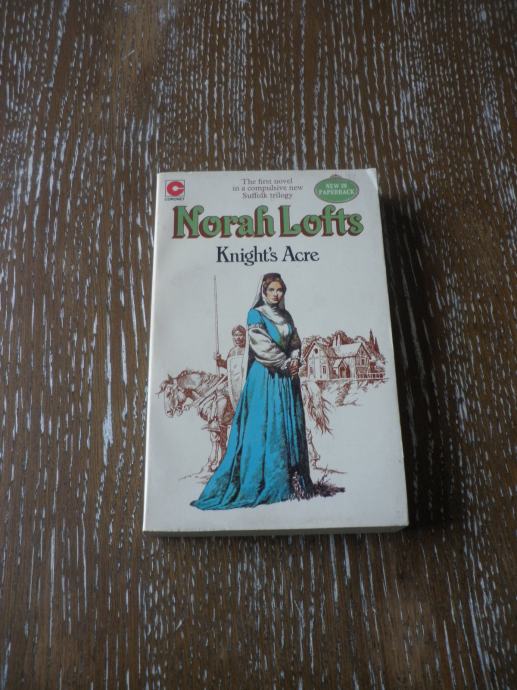 The first novel
in a compulsive new
Suffolk trilogy
CORONET
NEW IN
PAPERBACK
Norah Lofts
Knight's Acre